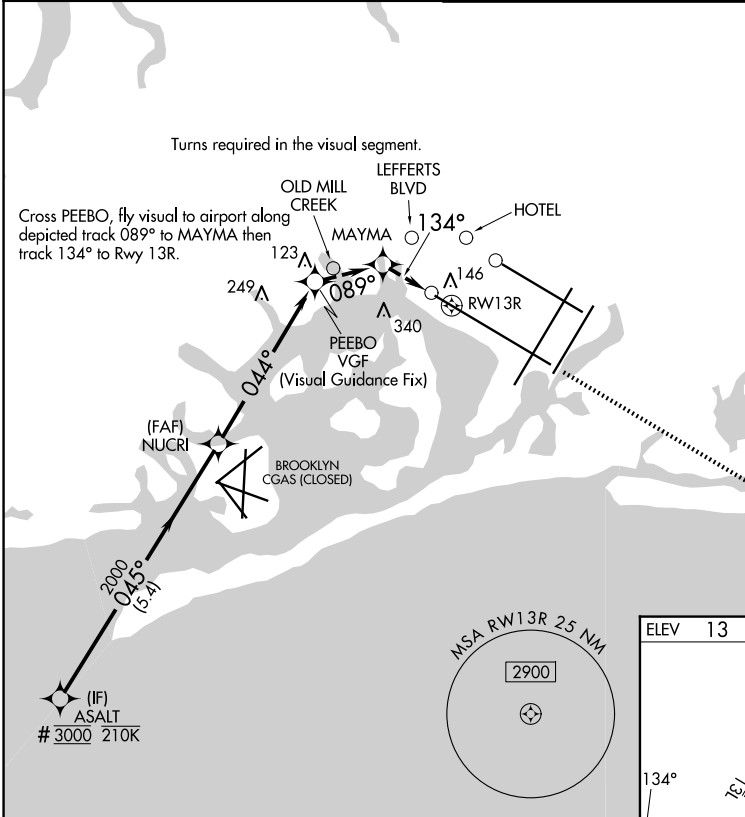 Turns required in the visual segment.
LEFFERTS
BLVD
OLD MILL
CREEK
HOTEL
Cross PEEBO, fly visual to airport along
depicted track 089° to MAYMA then
track 134° to Rwy 13R.
MAYMA
134°
123
249
089°
146
RW13R
340
PEEBO
VGF
(Visual Guidance Fix)
044°
(FAF)
NUCRI
BROOKLYN
CGAS (CLOSED)
2000
045°
(5.4)
(IF)
ASALT
# 3000 210K
MSA RW13R 25 NM
2900
ELEV 13
134°
13L